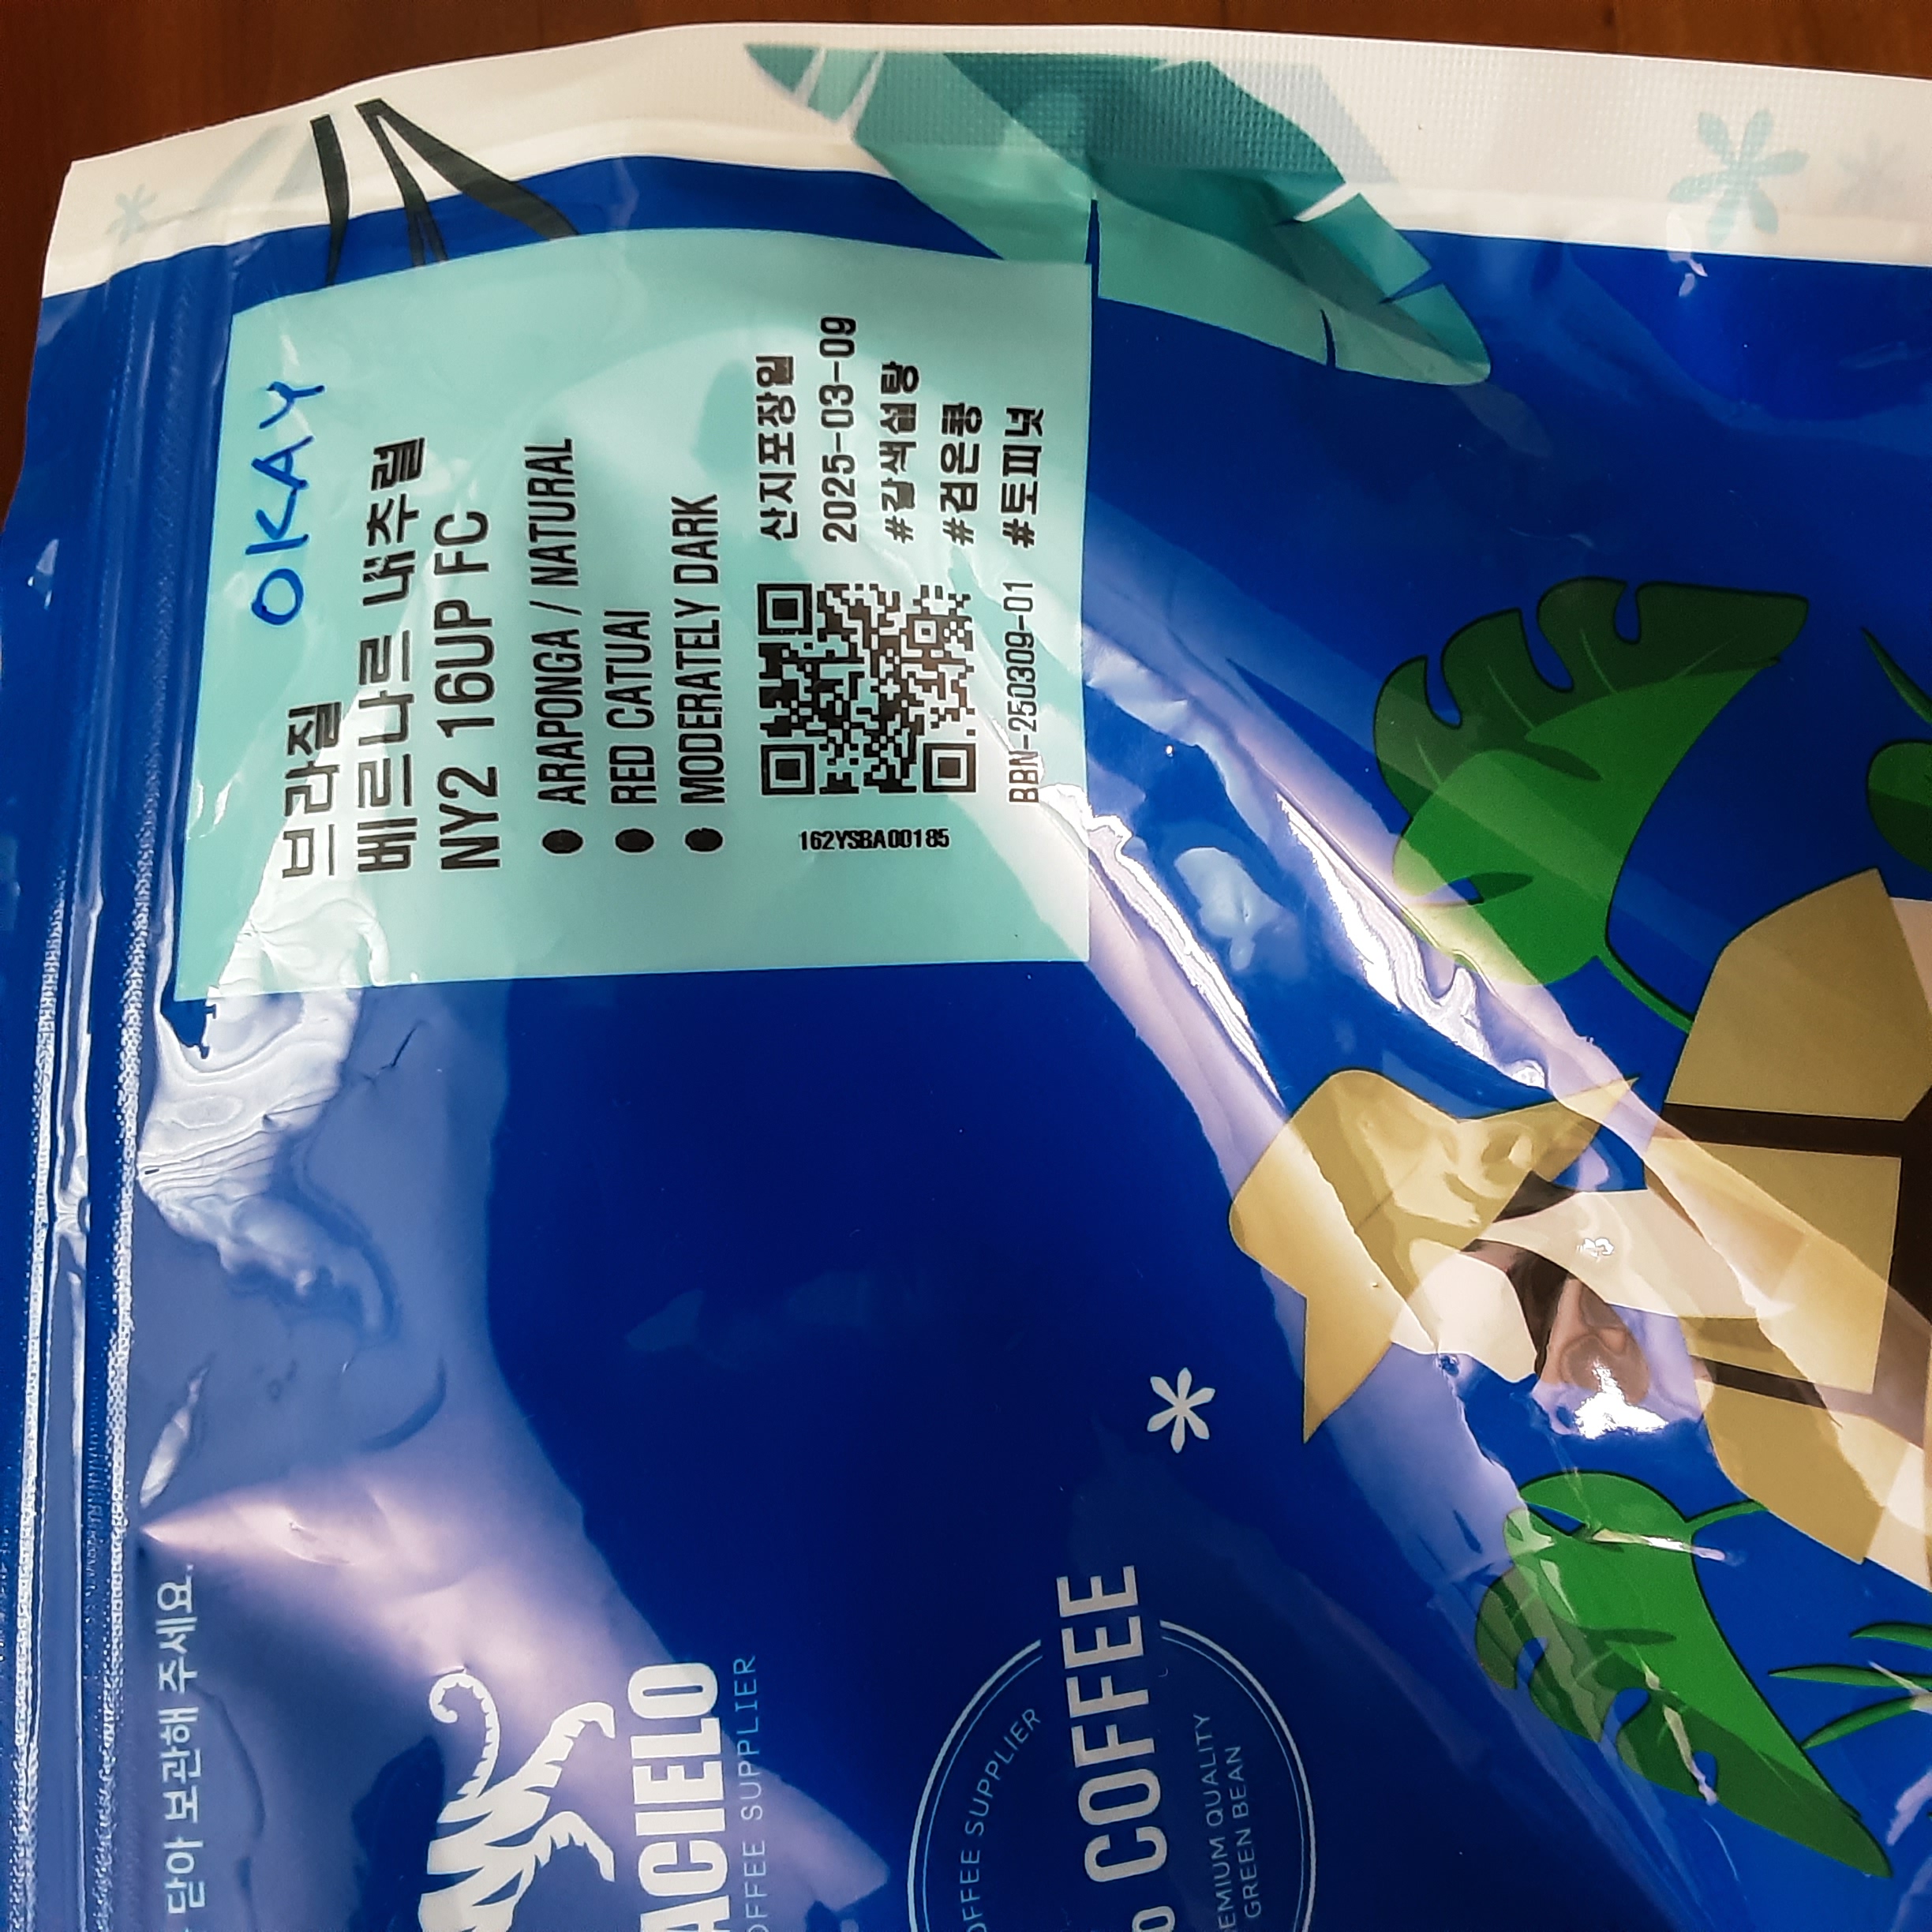 OKAY
브라질
베르나르 내추럴
NY2 16UP FC
● ARAPONGA / NATURAL
● RED CATUAI
● MODERATELY DARK
162YSBA00185
산지포장일
2025-03-09
#갈색설탕
#검은콩
#토피넛
BBN-250309-01
닫아 보관해 주세요.
ACIELO
COFFEE SUPPLIER
COFFEE SUPPLIER
COFFEE
PREMIUM QUALITY
GREEN BEAN